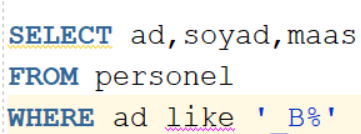 SELECT ad,soyad,maas
FROM personel
WHERE ad like '_B%'